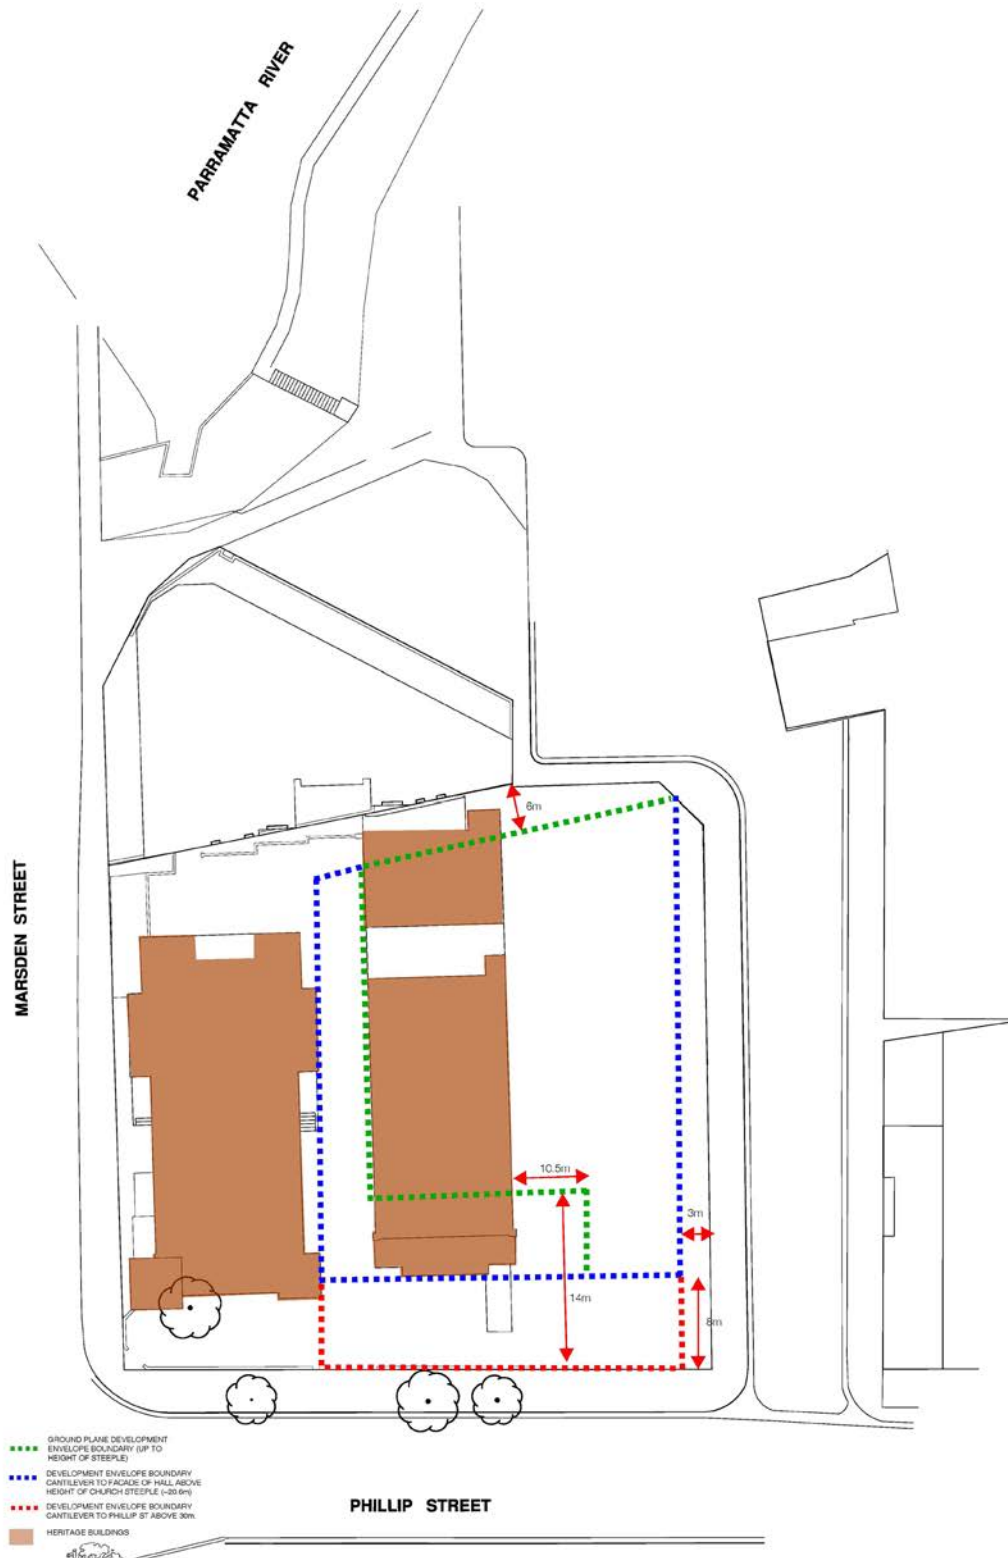 PARRAMATTA RIVER
6m
MARSDEN STREET
10.5m
3m
14m
8m
GROUND PLANE DEVELOPMENT
ENVELOPE BOUNDARY (UP TO
HEIGHT OF STEEPLE)
DEVELOPMENT ENVELOPE BOUNDARY
CANTILEVER TO FACADE OF HALL ABOVE
HEIGHT OF CHURCH STEEPLE (~20.6m)
DEVELOPMENT ENVELOPE BOUNDARY
CANTILEVER TO PHILLIP ST ABOVE 30m.
HERITAGE BUILDINGS
PHILLIP STREET